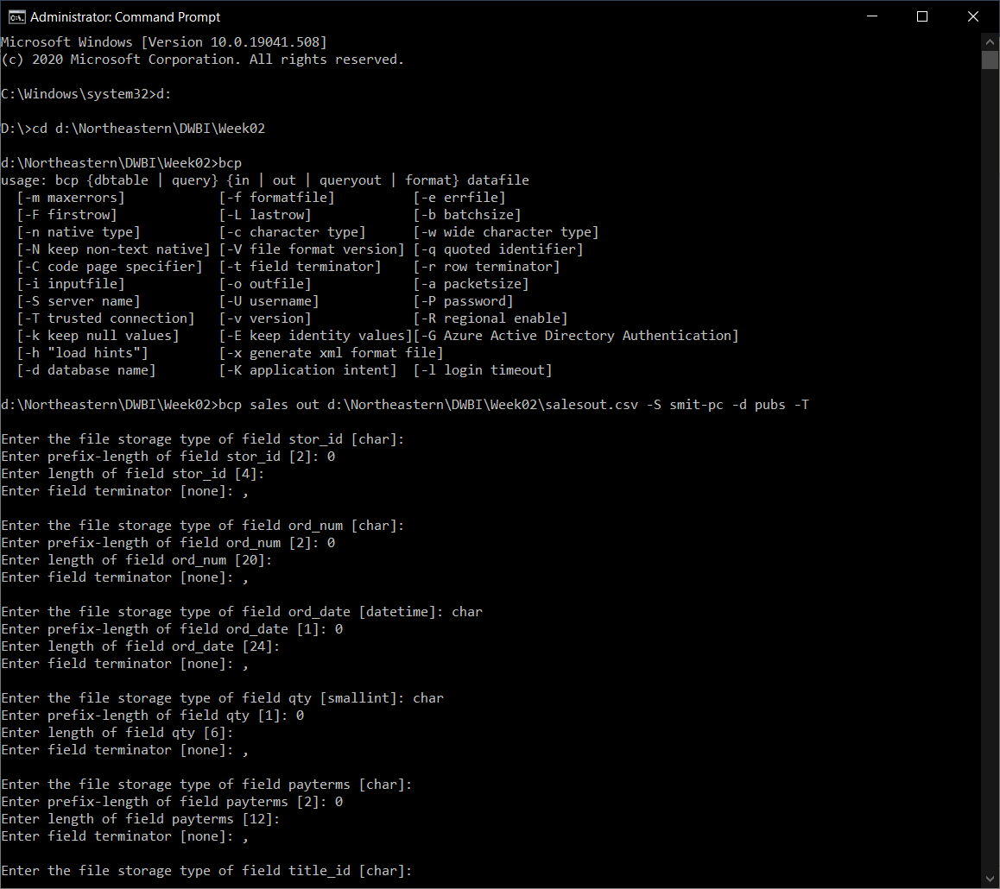 Administrator: Command Prompt
Microsoft Windows [Version 10.0.19041.508]
(c) 2020 Microsoft Corporation. All rights reserved.
C:\Windows\system32>d:
D:\>cd d:\Northeastern\DWBI\Week02
d:\Northeastern\DWBI\Week02>bcp
usage: bcp {dbtable | query} {in | out | queryout | format} datafile
  [-m maxerrors]            [-f formatfile]          [-e errfile]
  [-F firstrow]             [-L lastrow]             [-b batchsize]
  [-n native type]          [-c character type]      [-w wide character type]
  [-N keep non-text native] [-V file format version] [-q quoted identifier]
  [-C code page specifier]  [-t field terminator]    [-r row terminator]
  [-i inputfile]            [-o outfile]             [-a packetsize]
  [-S server name]          [-U username]            [-P password]
  [-T trusted connection]   [-v version]             [-R regional enable]
  [-k keep null values]     [-E keep identity values][-G Azure Active Directory Authentication]
  [-h "load hints"]         [-x generate xml format file]
  [-d database name]        [-K application intent]  [-l login timeout]
d:\Northeastern\DWBI\Week02>bcp sales out d:\Northeastern\DWBI\Week02\salesout.csv -S smit-pc -d pubs -T
Enter the file storage type of field stor_id [char]:
Enter prefix-length of field stor_id [2]: 0
Enter length of field stor_id [4]:
Enter field terminator [none]: ,
Enter the file storage type of field ord_num [char]:
Enter prefix-length of field ord_num [2]: 0
Enter length of field ord_num [20]:
Enter field terminator [none]: ,
Enter the file storage type of field ord_date [datetime]: char
Enter prefix-length of field ord_date [1]: 0
Enter length of field ord_date [24]:
Enter field terminator [none]: ,
Enter the file storage type of field qty [smallint]: char
Enter prefix-length of field qty [1]: 0
Enter length of field qty [6]:
Enter field terminator [none]: ,
Enter the file storage type of field payterms [char]:
Enter prefix-length of field payterms [2]: 0
Enter length of field payterms [12]:
Enter field terminator [none]: ,
Enter the file storage type of field title_id [char]: